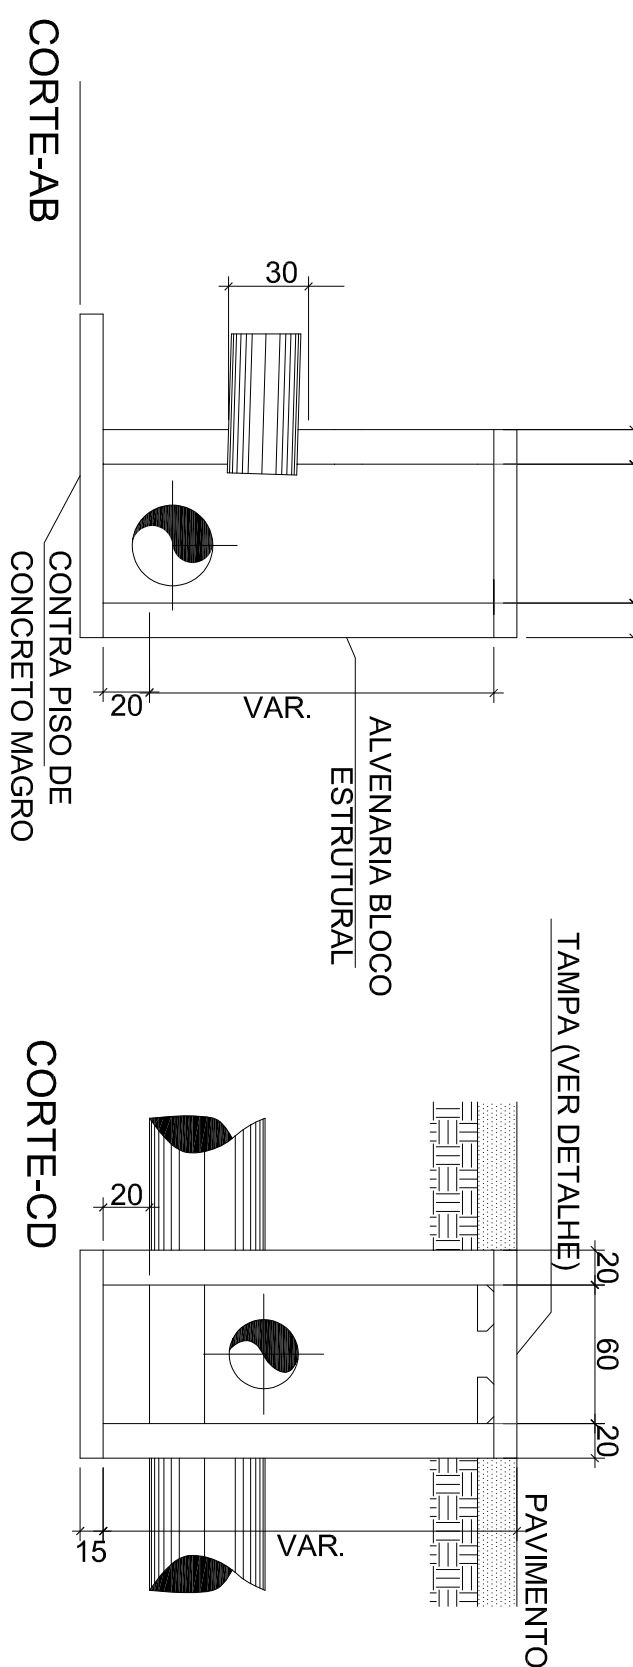 CORTE-AB
30
CONTRA PISO DE
CONCRETO MAGRO
20
VAR.
ALVENARIA BLOCO
ESTRUTURAL
TAMPA (VER DETALHE)
CORTE-CD
20
20
60
20
15
VAR.
PAVIMENTO